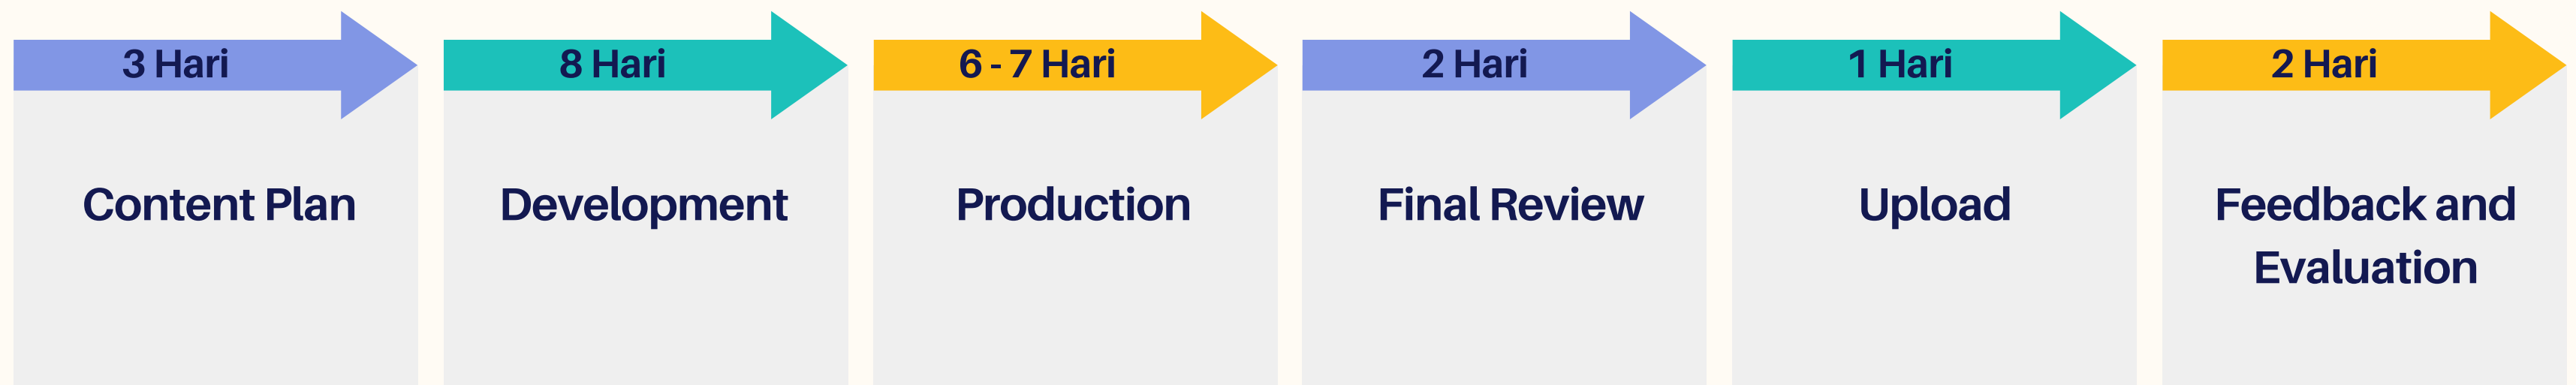 3 Hari
8 Hari
6 - 7 Hari
2 Hari
1 Hari
2 Hari
Content Plan
Development
Production
Final Review
Upload
Feedback and
Evaluation